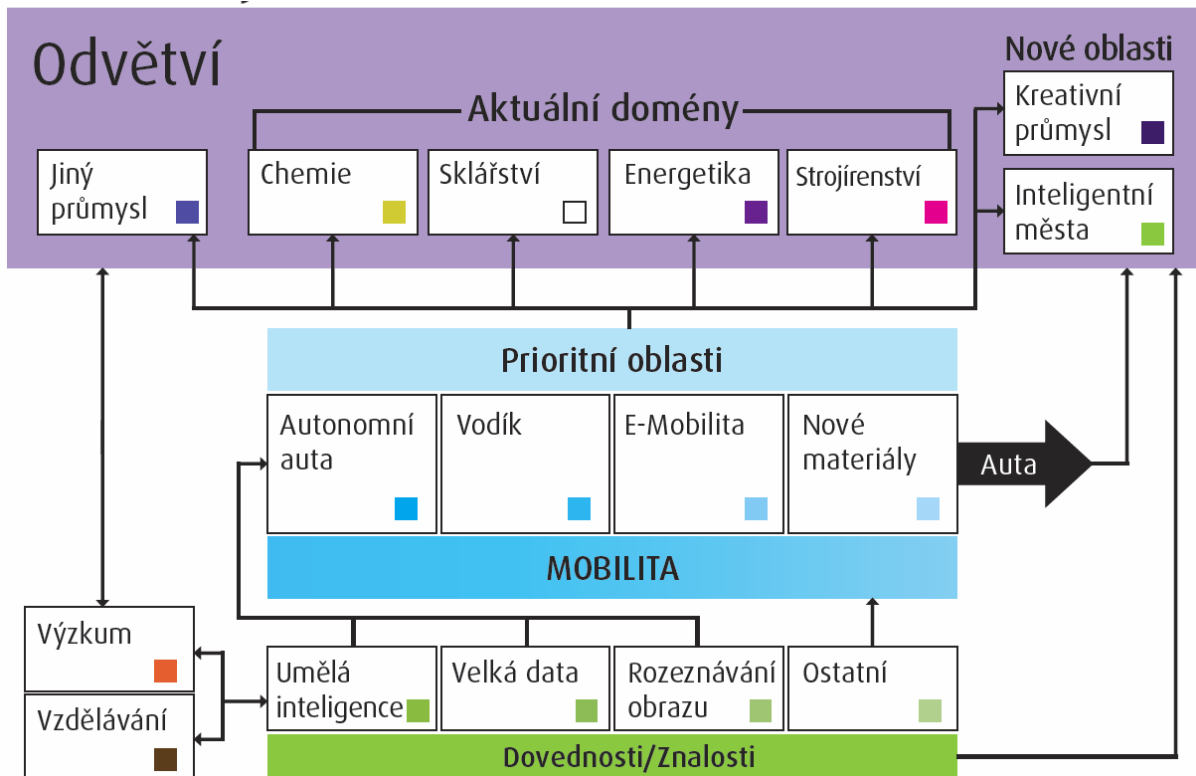 Odvětví
Nové oblasti
Aktuální domény
Kreativní
průmysl
Jiný
průmysl
Chemie
Sklářství
Energetika
Strojírenství
Inteligentní
města
Prioritní oblasti
Autonomní
auta
Vodík
E-Mobilita
Nové
materiály
Auta
MOBILITA
Výzkum
Vzdělávání
Umělá
inteligence
Velká data
Rozeznávání
obrazu
Ostatní
Dovednosti/Znalosti